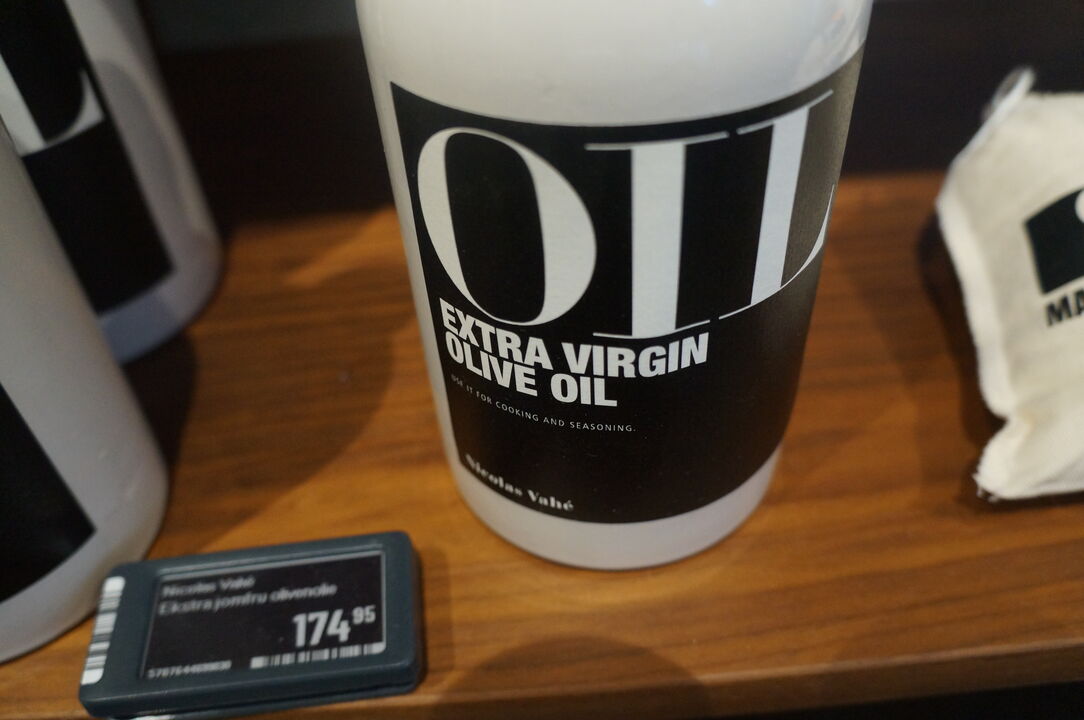 OIL
EXTRA VIRGIN
OLIVE OIL
USE IT FOR COOKING AND SEASONING.
Nicolas Vahé
Nicolas Vahé
Ekstra jomfru olivenolie
174 95
MA